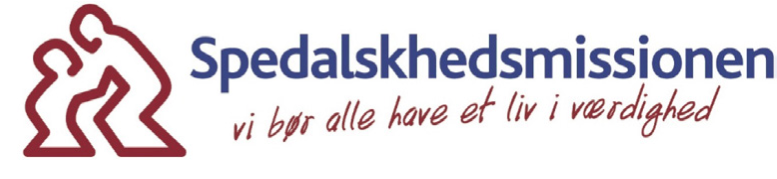 Spedalskhedsmissionen
vi bør alle have et liv i værdighed